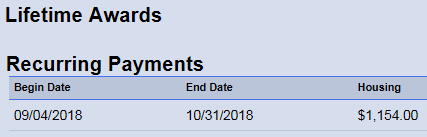 Lifetime Awards
Recurring Payments
Begin Date End Date Housing
09/04/2018 10/31/2018 $1,154.00